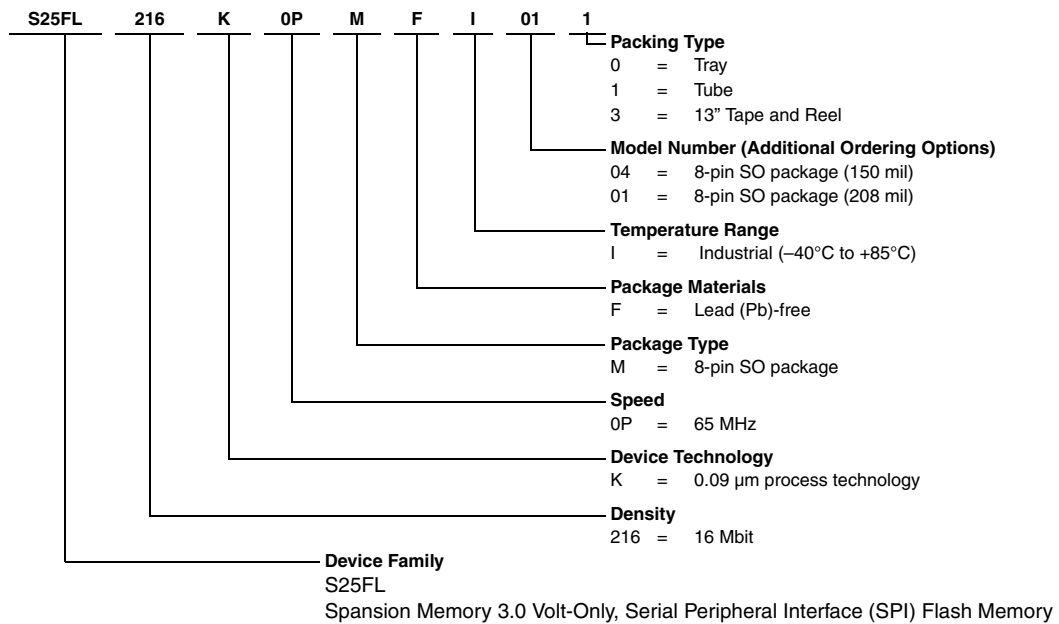 S25FL 216 K 0P M F I 01 1
Packing Type
0 = Tray
1 = Tube
3 = 13” Tape and Reel
Model Number (Additional Ordering Options)
04 = 8-pin SO package (150 mil)
01 = 8-pin SO package (208 mil)
Temperature Range
I = Industrial (–40°C to +85°C)
Package Materials
F = Lead (Pb)-free
Package Type
M = 8-pin SO package
Speed
0P = 65 MHz
Device Technology
K = 0.09 µm process technology
Density
216 = 16 Mbit
Device Family
S25FL
Spansion Memory 3.0 Volt-Only, Serial Peripheral Interface (SPI) Flash Memory